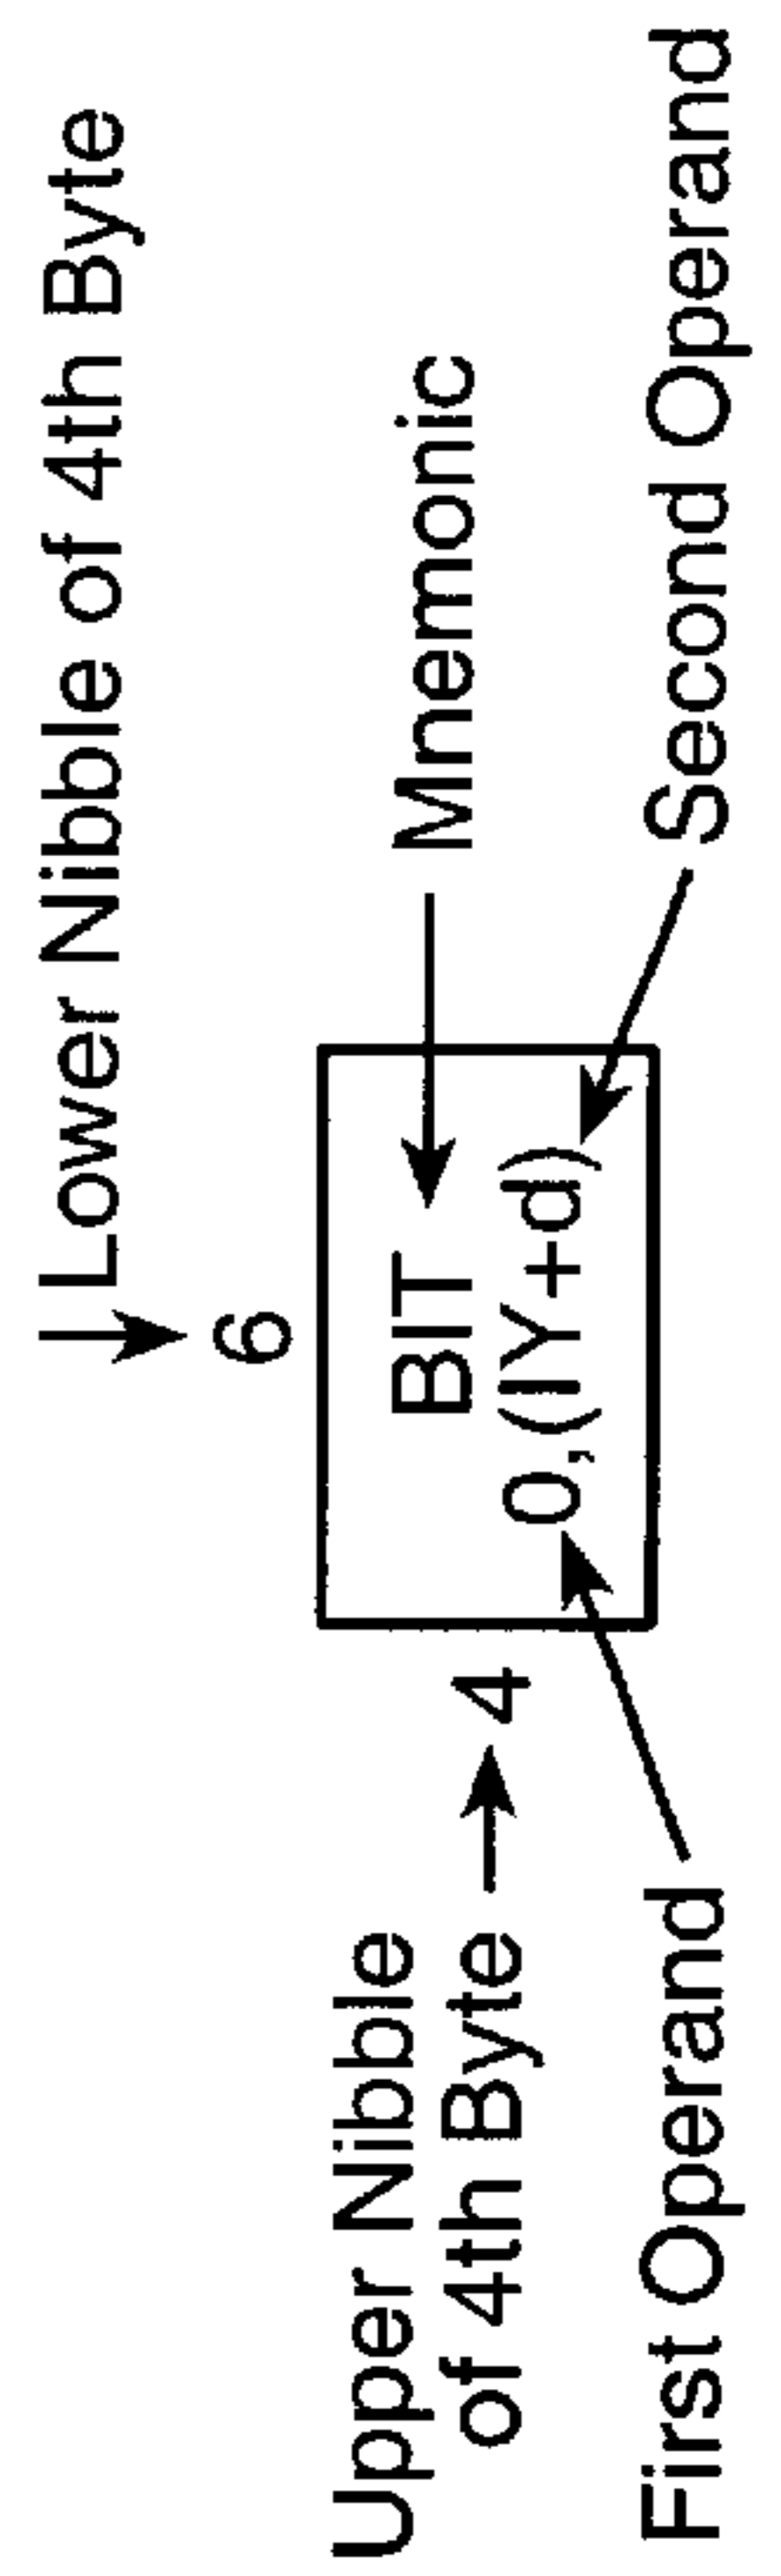 Lower Nibble of 4th Byte
6
Upper Nibble
of 4th Byte
4
BIT
0,(IY+d)
Mnemonic
First Operand
Second Operand